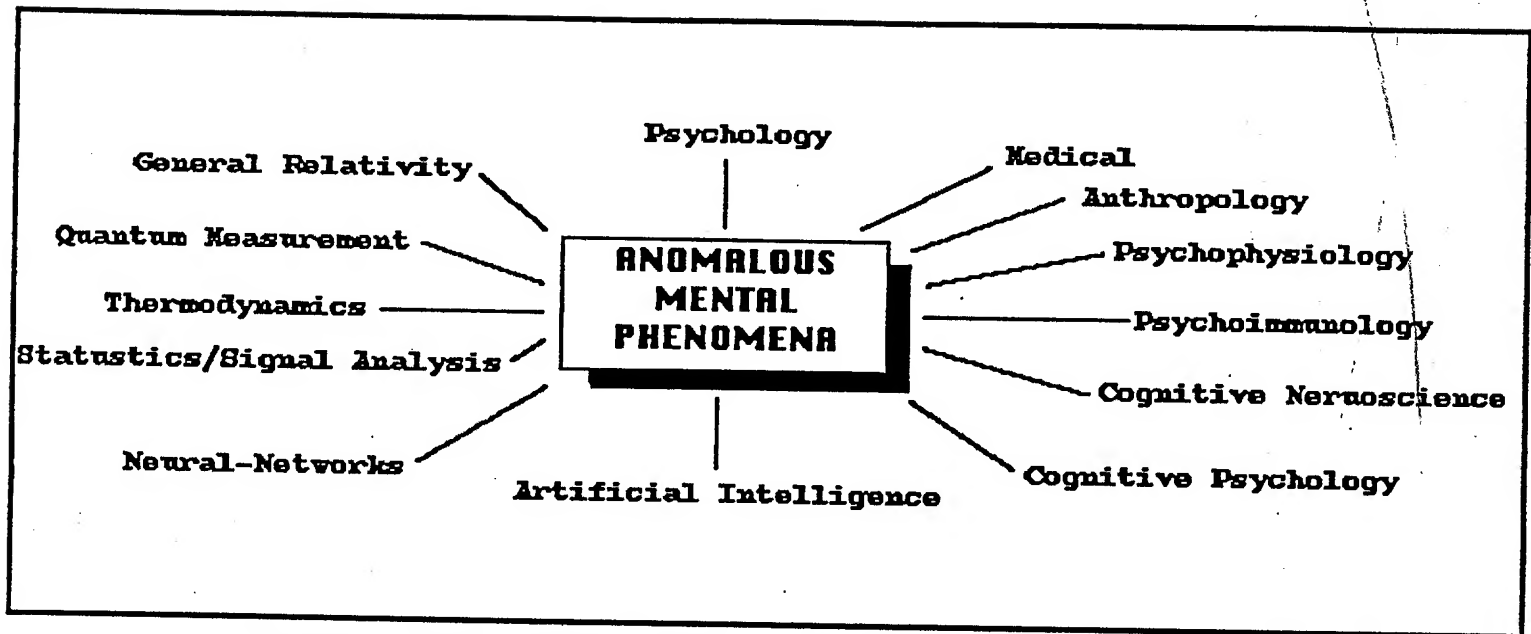 Psychology
General Relativity
Medical
Anthropology
Quantum Measurement
Psychophysiology
ANOMALOUS
MENTAL
PHENOMENA
Thermodynamics
Psychoimmunology
Statustics/Signal Analysis
Cognitive Neruoscience
Neural-Networks
Cognitive Psychology
Artificial Intelligence